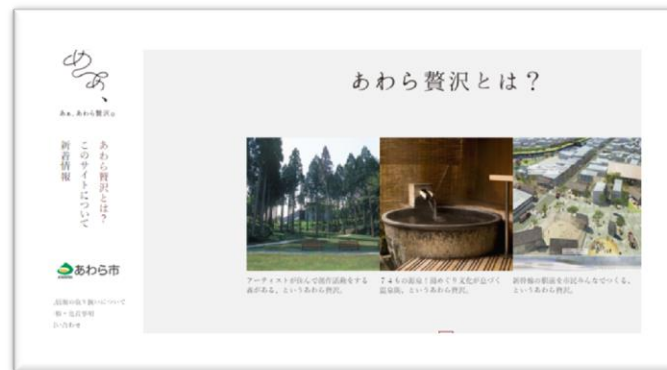 あぁ、
あぁ、あわら贅沢。
あわら贅沢とは?
このサイトについて
新着情報
あわら市
い合わせ
あわら贅沢とは?
アーティストが住んで創作活動をする
森がある、というあわら贅沢。
74もの源泉!湯めぐり文化が息づく
温泉街、というあわら贅沢。
新幹線の駅前を市民みんなでつくる、
というあわら贅沢。